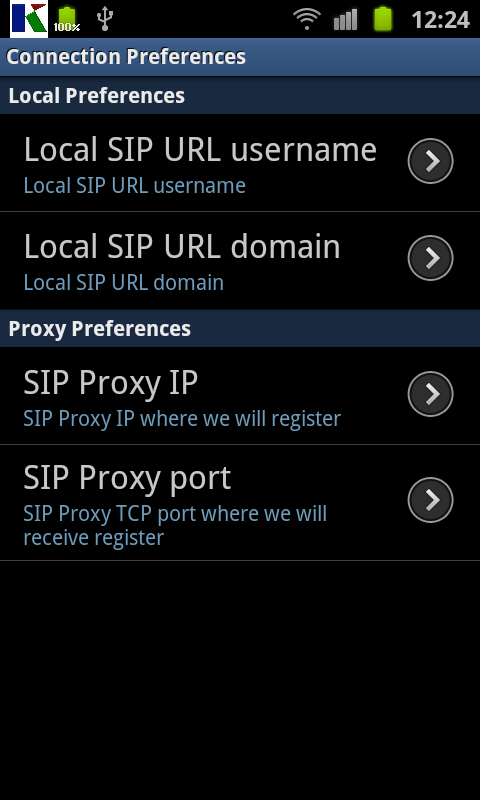 100% 12:24
Connection Preferences
Local Preferences
Local SIP URL username
Local SIP URL username
Local SIP URL domain
Local SIP URL domain
Proxy Preferences
SIP Proxy IP
SIP Proxy IP where we will register
SIP Proxy port
SIP Proxy TCP port where we will
receive register